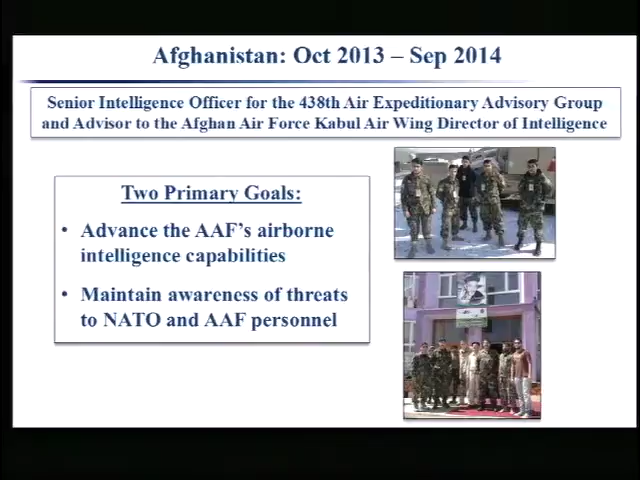 Afghanistan: Oct 2013 – Sep 2014
Senior Intelligence Officer for the 438th Air Expeditionary Advisory Group
and Advisor to the Afghan Air Force Kabul Air Wing Director of Intelligence
Two Primary Goals:
• Advance the AAF's airborne
intelligence capabilities
• Maintain awareness of threats
to NATO and AAF personnel